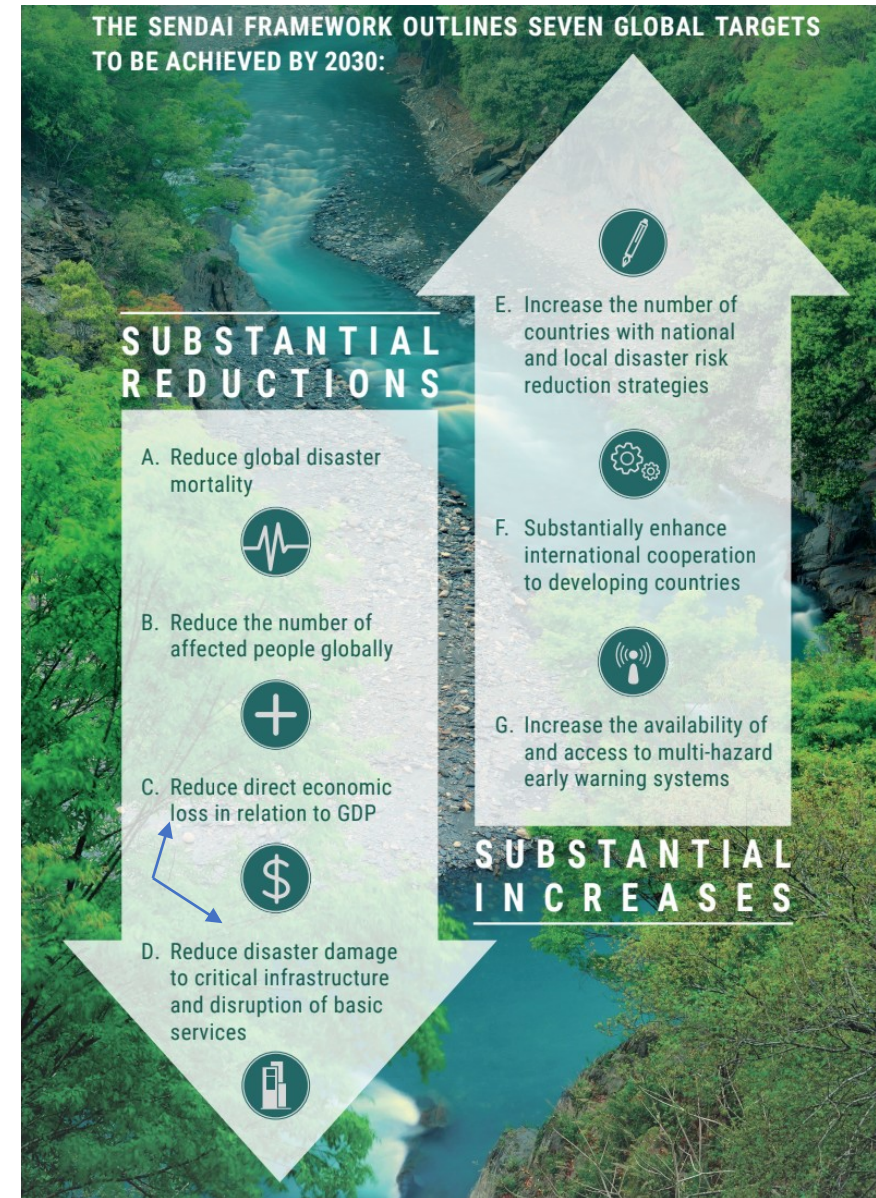 THE SENDAI FRAMEWORK OUTLINES SEVEN GLOBAL TARGETS
TO BE ACHIEVED BY 2030:
SUBSTANTIAL
REDUCTIONS
A. Reduce global disaster
mortality
B. Reduce the number of
affected people globally
C. Reduce direct economic
loss in relation to GDP
$
D. Reduce disaster damage
to critical infrastructure
and disruption of basic
services
E. Increase the number of
countries with national
and local disaster risk
reduction strategies
F. Substantially enhance
international cooperation
to developing countries
G. Increase the availability of
and access to multi-hazard
early warning systems
SUBSTANTIAL
INCREASES